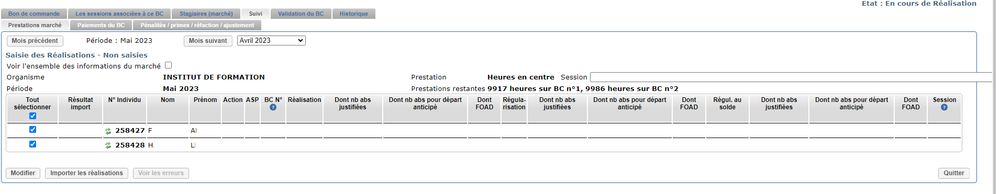 Etat : En cours de Réalisation
Bon de commande Les sessions associées à ce BC Stagiaires (marché) Suivi Validation du BC Historique
Prestations marché Paiements du BC Pénalités / primes / réfaction / ajustement
Mois précédent Période : Mai 2023 Mois suivant Avril 2023
Saisie des Réalisations - Non saisies
Voir l'ensemble des informations du marché
Organisme INSTITUT DE FORMATION Prestation Heures en centre Session
Période Mai 2023 Prestations restantes 9917 heures sur BC n°1, 9986 heures sur BC n°2
Tout Résultat N° Individu Nom Prénom Action ASP BC N° Réalisation Dont nb abs Dont nb abs pour départ Dont Régula- Dont nb abs Dont nb abs pour départ Dont Régul. au Dont nb abs Dont nb abs pour départ Dont Session
sélectionner import ? justifiées anticipé FOAD risation justifiées anticipé FOAD solde justifiées anticipé FOAD ?
258427 F
258428 H.
Modifier Importer les réalisations Voir les erreurs Quitter